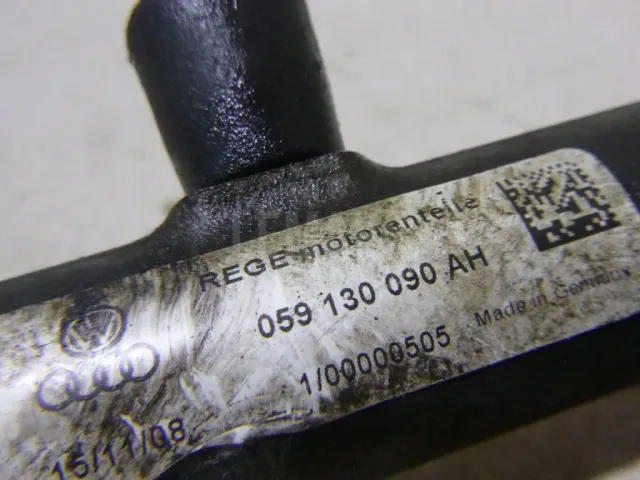 REGE-motorenteile
059 130 090 AH
1/00000505
Made in Germany
15/11/08